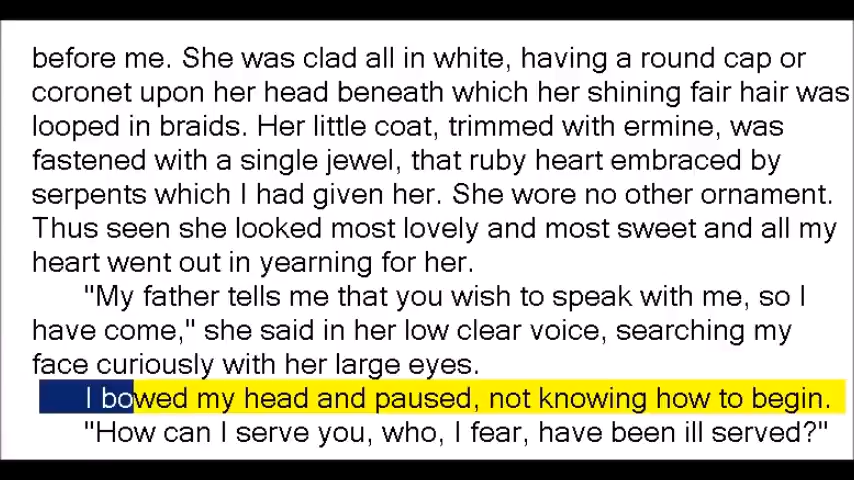 before me. She was clad all in white, having a round cap or
coronet upon her head beneath which her shining fair hair was
looped in braids. Her little coat, trimmed with ermine, was
fastened with a single jewel, that ruby heart embraced by
serpents which I had given her. She wore no other ornament.
Thus seen she looked most lovely and most sweet and all my
heart went out in yearning for her.
"My father tells me that you wish to speak with me, so I
have come," she said in her low clear voice, searching my
face curiously with her large eyes.
I bowed my head and paused, not knowing how to begin.
"How can I serve you, who, I fear, have been ill served?"